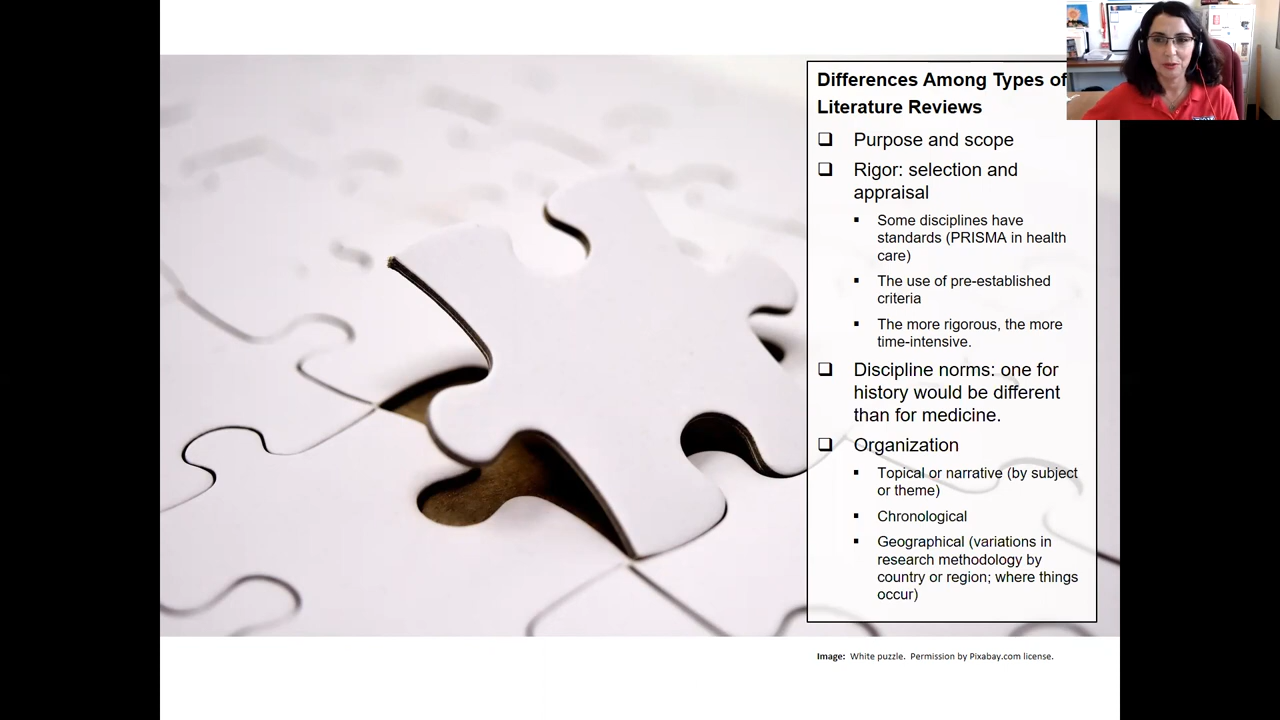 Differences Among Types of
Literature Reviews
❑ Purpose and scope
❑ Rigor: selection and
appraisal
▪ Some disciplines have
standards (PRISMA in health
care)
▪ The use of pre-established
criteria
▪ The more rigorous, the more
time-intensive.
❑ Discipline norms: one for
history would be different
than for medicine.
❑ Organization
▪ Topical or narrative (by subject
or theme)
▪ Chronological
▪ Geographical (variations in
research methodology by
country or region; where things
occur)
Image: White puzzle. Permission by Pixabay.com license.